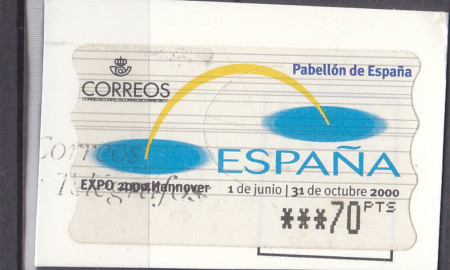 Pabellón de España
CORREOS
Correos
ESPAÑA
Telégrafos
EXPO 2000 Hannover 1 de junio | 31 de octubre 2000
***70 PTS